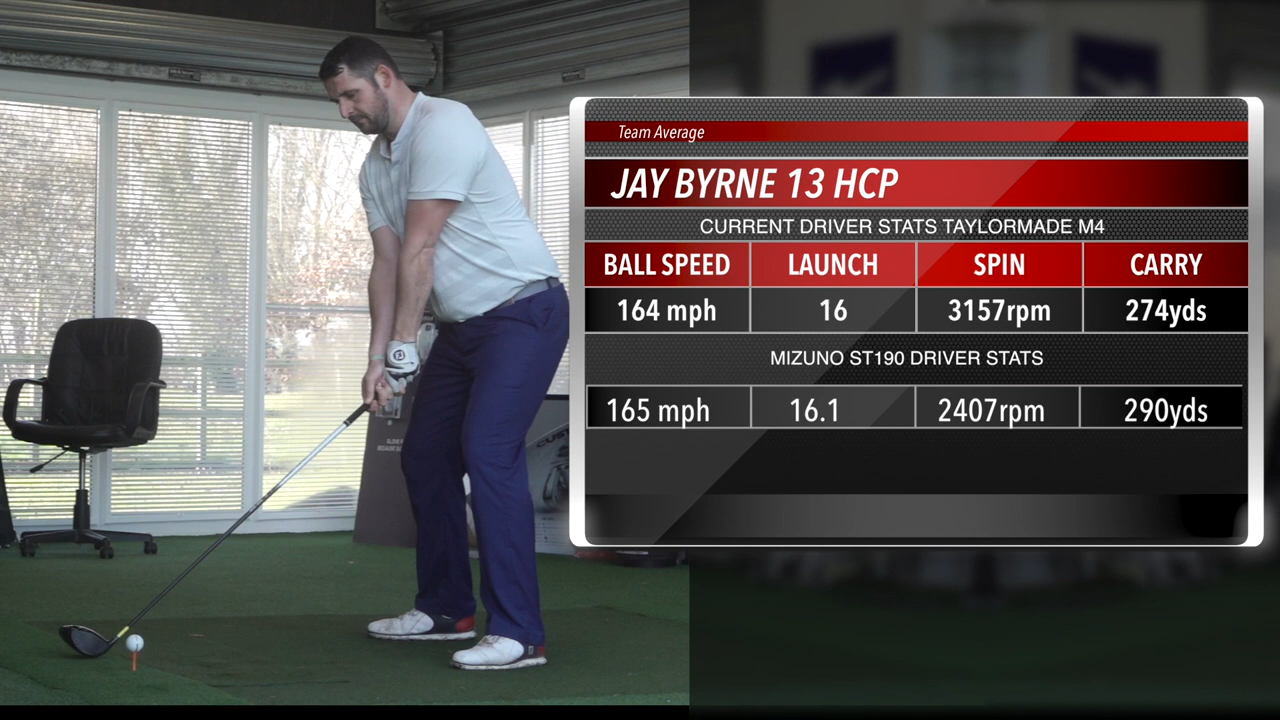 Team Average
JAY BYRNE 13 HCP
CURRENT DRIVER STATS TAYLORMADE M4
BALL SPEED LAUNCH SPIN CARRY
164 mph 16 3157rpm 274yds
MIZUNO ST190 DRIVER STATS
165 mph 16.1 2407rpm 290yds